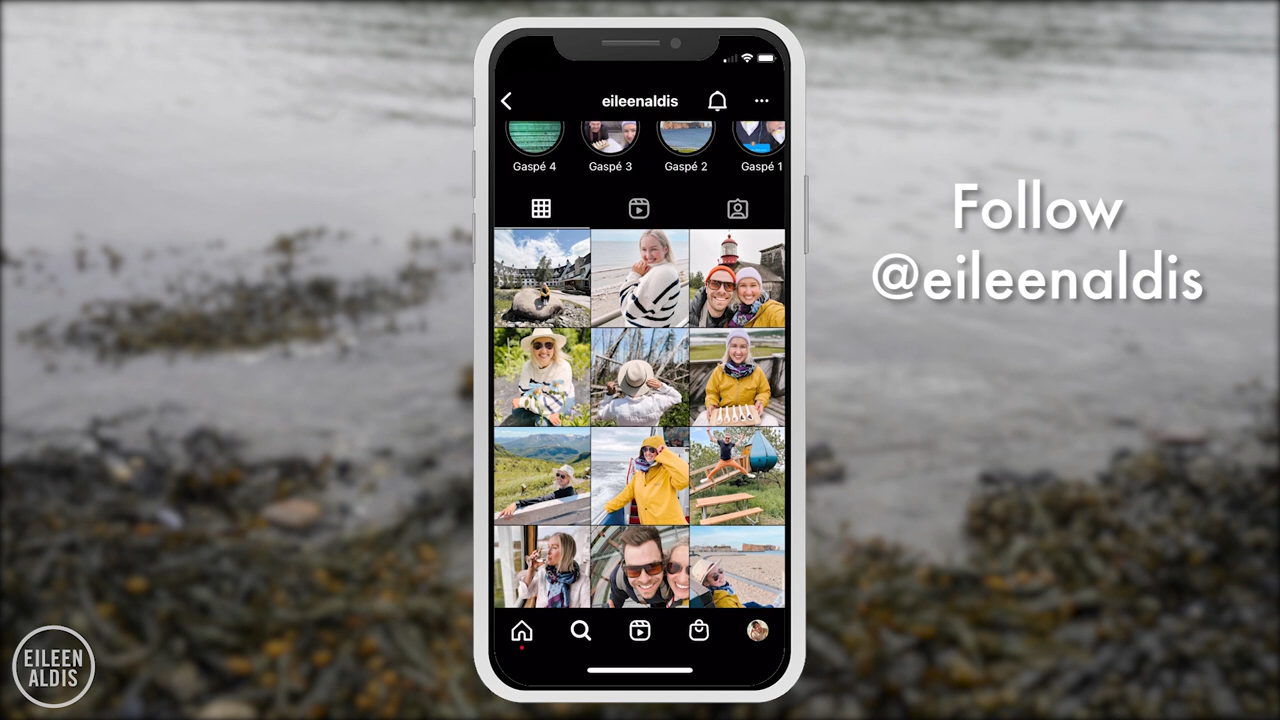 eileenaldis
Gaspé 4
Gaspé 3
Gaspé 2
Gaspé 1
Follow
@eileenaldis
EILEEN
ALDIS